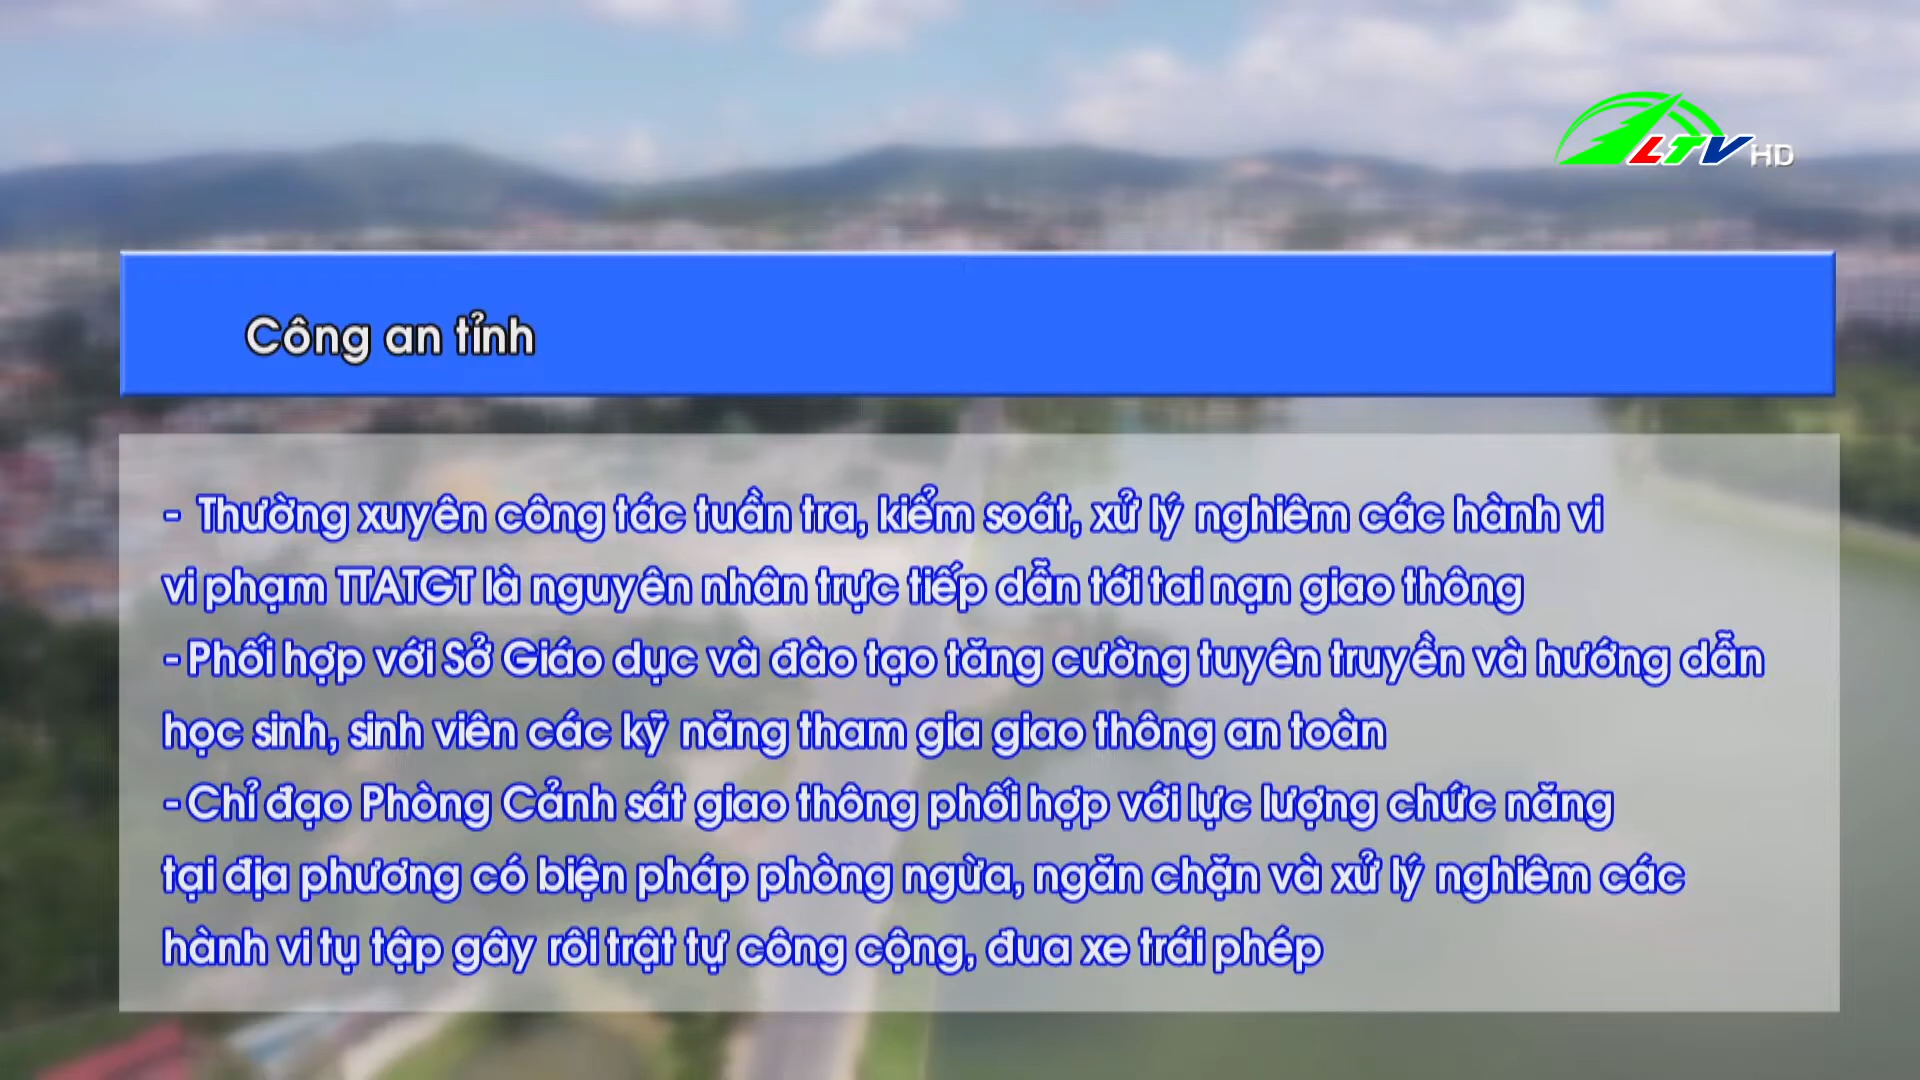 LTV HD
Công an tỉnh
- Thường xuyên công tác tuần tra, kiểm soát, xử lý nghiêm các hành vi
vi phạm TTATGT là nguyên nhân trực tiếp dẫn tới tai nạn giao thông
- Phối hợp với Sở Giáo dục và đào tạo tăng cường tuyên truyền và hướng dẫn
học sinh, sinh viên các kỹ năng tham gia giao thông an toàn
- Chỉ đạo Phòng Cảnh sát giao thông phối hợp với lực lượng chức năng
tại địa phương có biện pháp phòng ngừa, ngăn chặn và xử lý nghiêm các
hành vi tụ tập gây rôi trật tự công cộng, đua xe trái phép